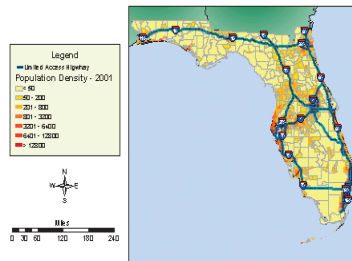 Legend
Limited Access Highway
Population Density - 2001
< 50
50 - 200
201 - 800
801 - 3200
3201 - 6400
6401 - 12800
> 12800
N
W E
S
Miles
0 30 60 120 180 240